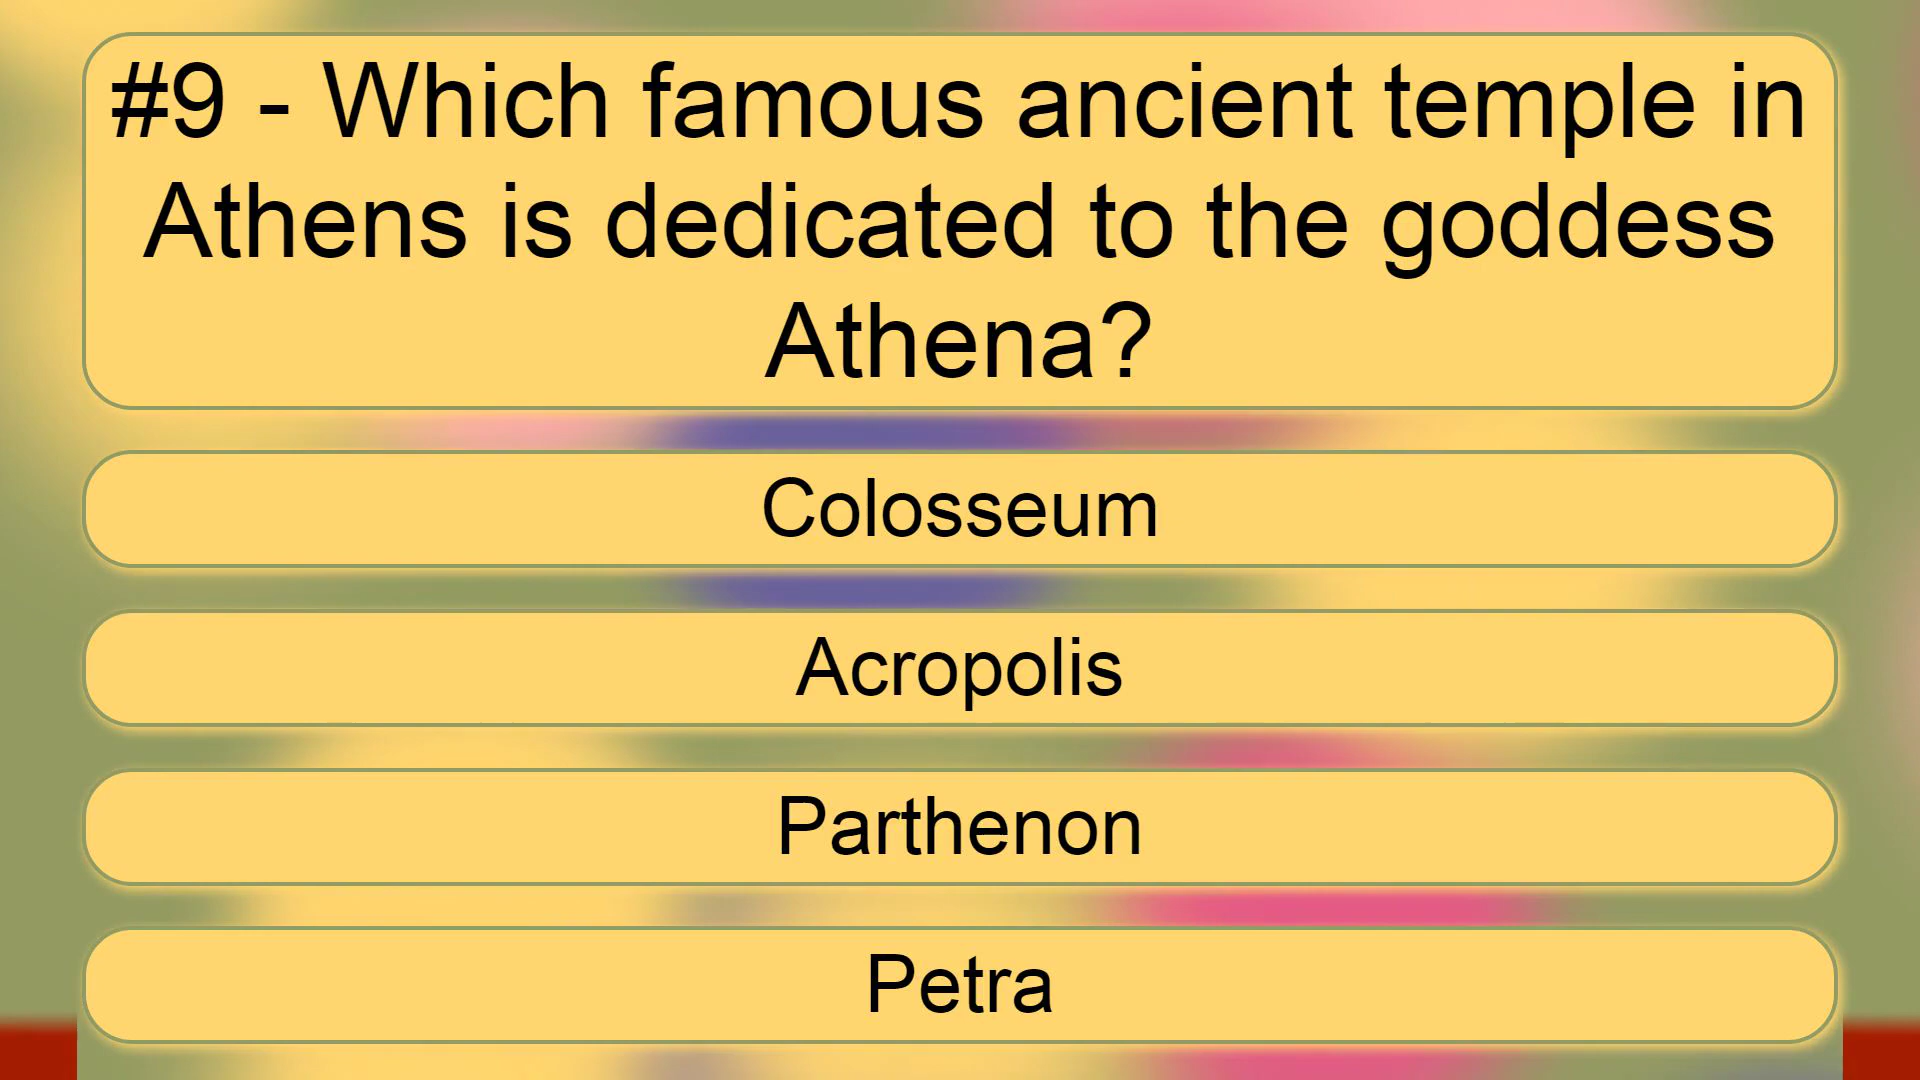 #9 - Which famous ancient temple in
Athens is dedicated to the goddess
Athena?
Colosseum
Acropolis
Parthenon
Petra